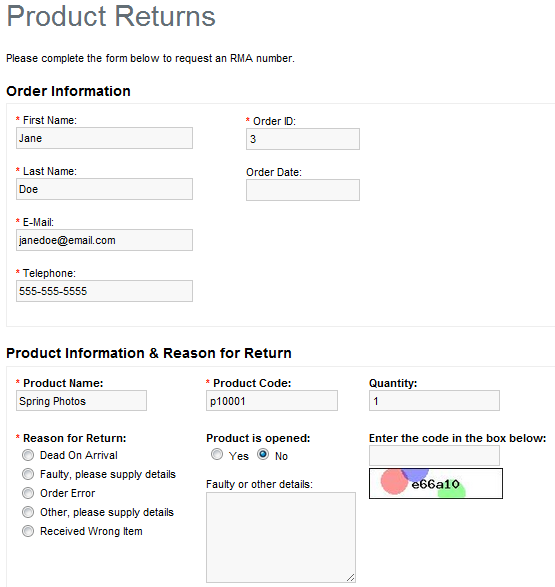 Product Returns
Please complete the form below to request an RMA number.
Order Information
* First Name:
Jane
* Order ID:
3
* Last Name:
Doe
Order Date:
* E-Mail:
janedoe@email.com
* Telephone:
555-555-5555
Product Information & Reason for Return
* Product Name:
Spring Photos
* Product Code:
p10001
Quantity:
1
* Reason for Return:
Dead On Arrival
Faulty, please supply details
Order Error
Other, please supply details
Received Wrong Item
Product is opened:
Yes No
Faulty or other details:
Enter the code in the box below:
e66a10